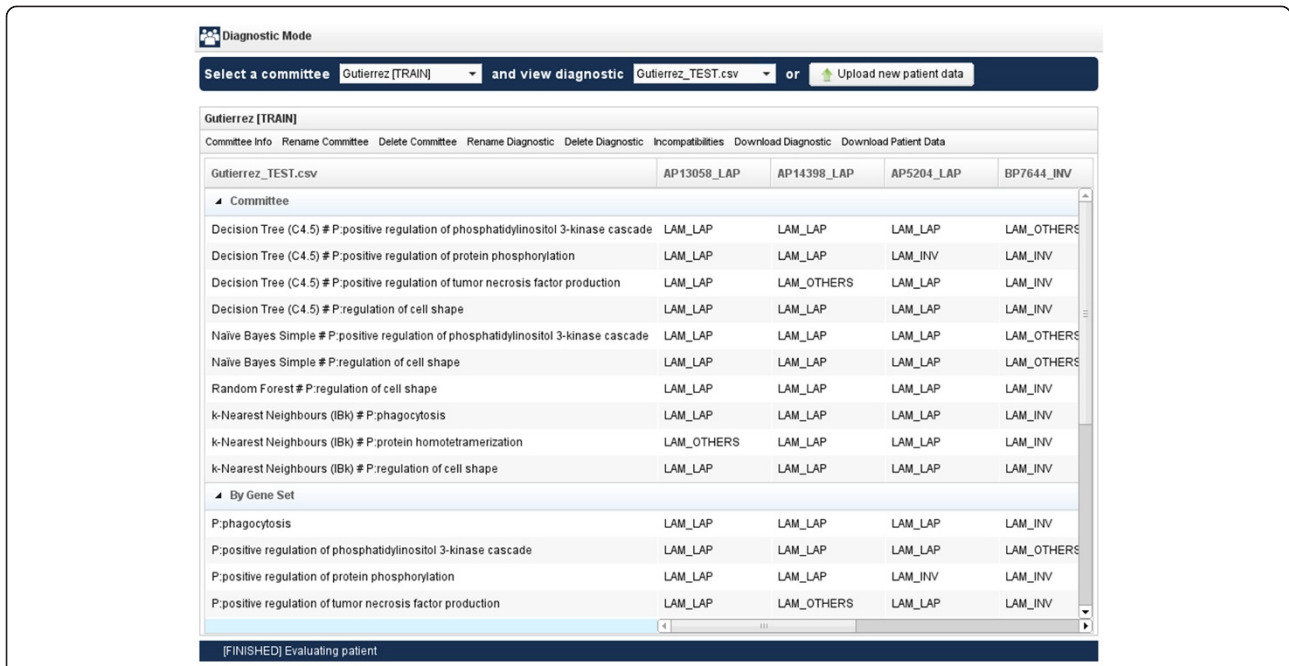 Diagnostic Mode
Select a committee Gutierrez [TRAIN] and view diagnostic Gutierrez_TEST.csv or Upload new patient data
Gutierrez [TRAIN]
Committee Info Rename Committee Delete Committee Rename Diagnostic Delete Diagnostic Incompatibilities Download Diagnostic Download Patient Data
Gutierrez_TEST.csv AP13058_LAP AP14398_LAP AP5204_LAP BP7644_INV
Committee
Decision Tree (C4.5) # P:positive regulation of phosphatidylinositol 3-kinase cascade LAM_LAP LAM_LAP LAM_LAP LAM_OTHERS
Decision Tree (C4.5) # P:positive regulation of protein phosphorylation LAM_LAP LAM_LAP LAM_INV LAM_INV
Decision Tree (C4.5) # P:positive regulation of tumor necrosis factor production LAM_LAP LAM_OTHERS LAM_LAP LAM_INV
Decision Tree (C4.5) # P:regulation of cell shape LAM_LAP LAM_LAP LAM_LAP LAM_INV
Naïve Bayes Simple # P:positive regulation of phosphatidylinositol 3-kinase cascade LAM_LAP LAM_LAP LAM_LAP LAM_OTHERS
Naïve Bayes Simple # P:regulation of cell shape LAM_LAP LAM_LAP LAM_LAP LAM_OTHERS
Random Forest # P:regulation of cell shape LAM_LAP LAM_LAP LAM_LAP LAM_INV
k-Nearest Neighbours (IBk) # P:phagocytosis LAM_LAP LAM_LAP LAM_LAP LAM_INV
k-Nearest Neighbours (IBk) # P:protein homotetramerization LAM_OTHERS LAM_LAP LAM_LAP LAM_INV
k-Nearest Neighbours (IBk) # P:regulation of cell shape LAM_LAP LAM_LAP LAM_LAP LAM_INV
By Gene Set
P:phagocytosis LAM_LAP LAM_LAP LAM_LAP LAM_INV
P:positive regulation of phosphatidylinositol 3-kinase cascade LAM_LAP LAM_LAP LAM_LAP LAM_OTHERS
P:positive regulation of protein phosphorylation LAM_LAP LAM_LAP LAM_INV LAM_INV
P:positive regulation of tumor necrosis factor production LAM_LAP LAM_OTHERS LAM_LAP LAM_INV
[FINISHED] Evaluating patient